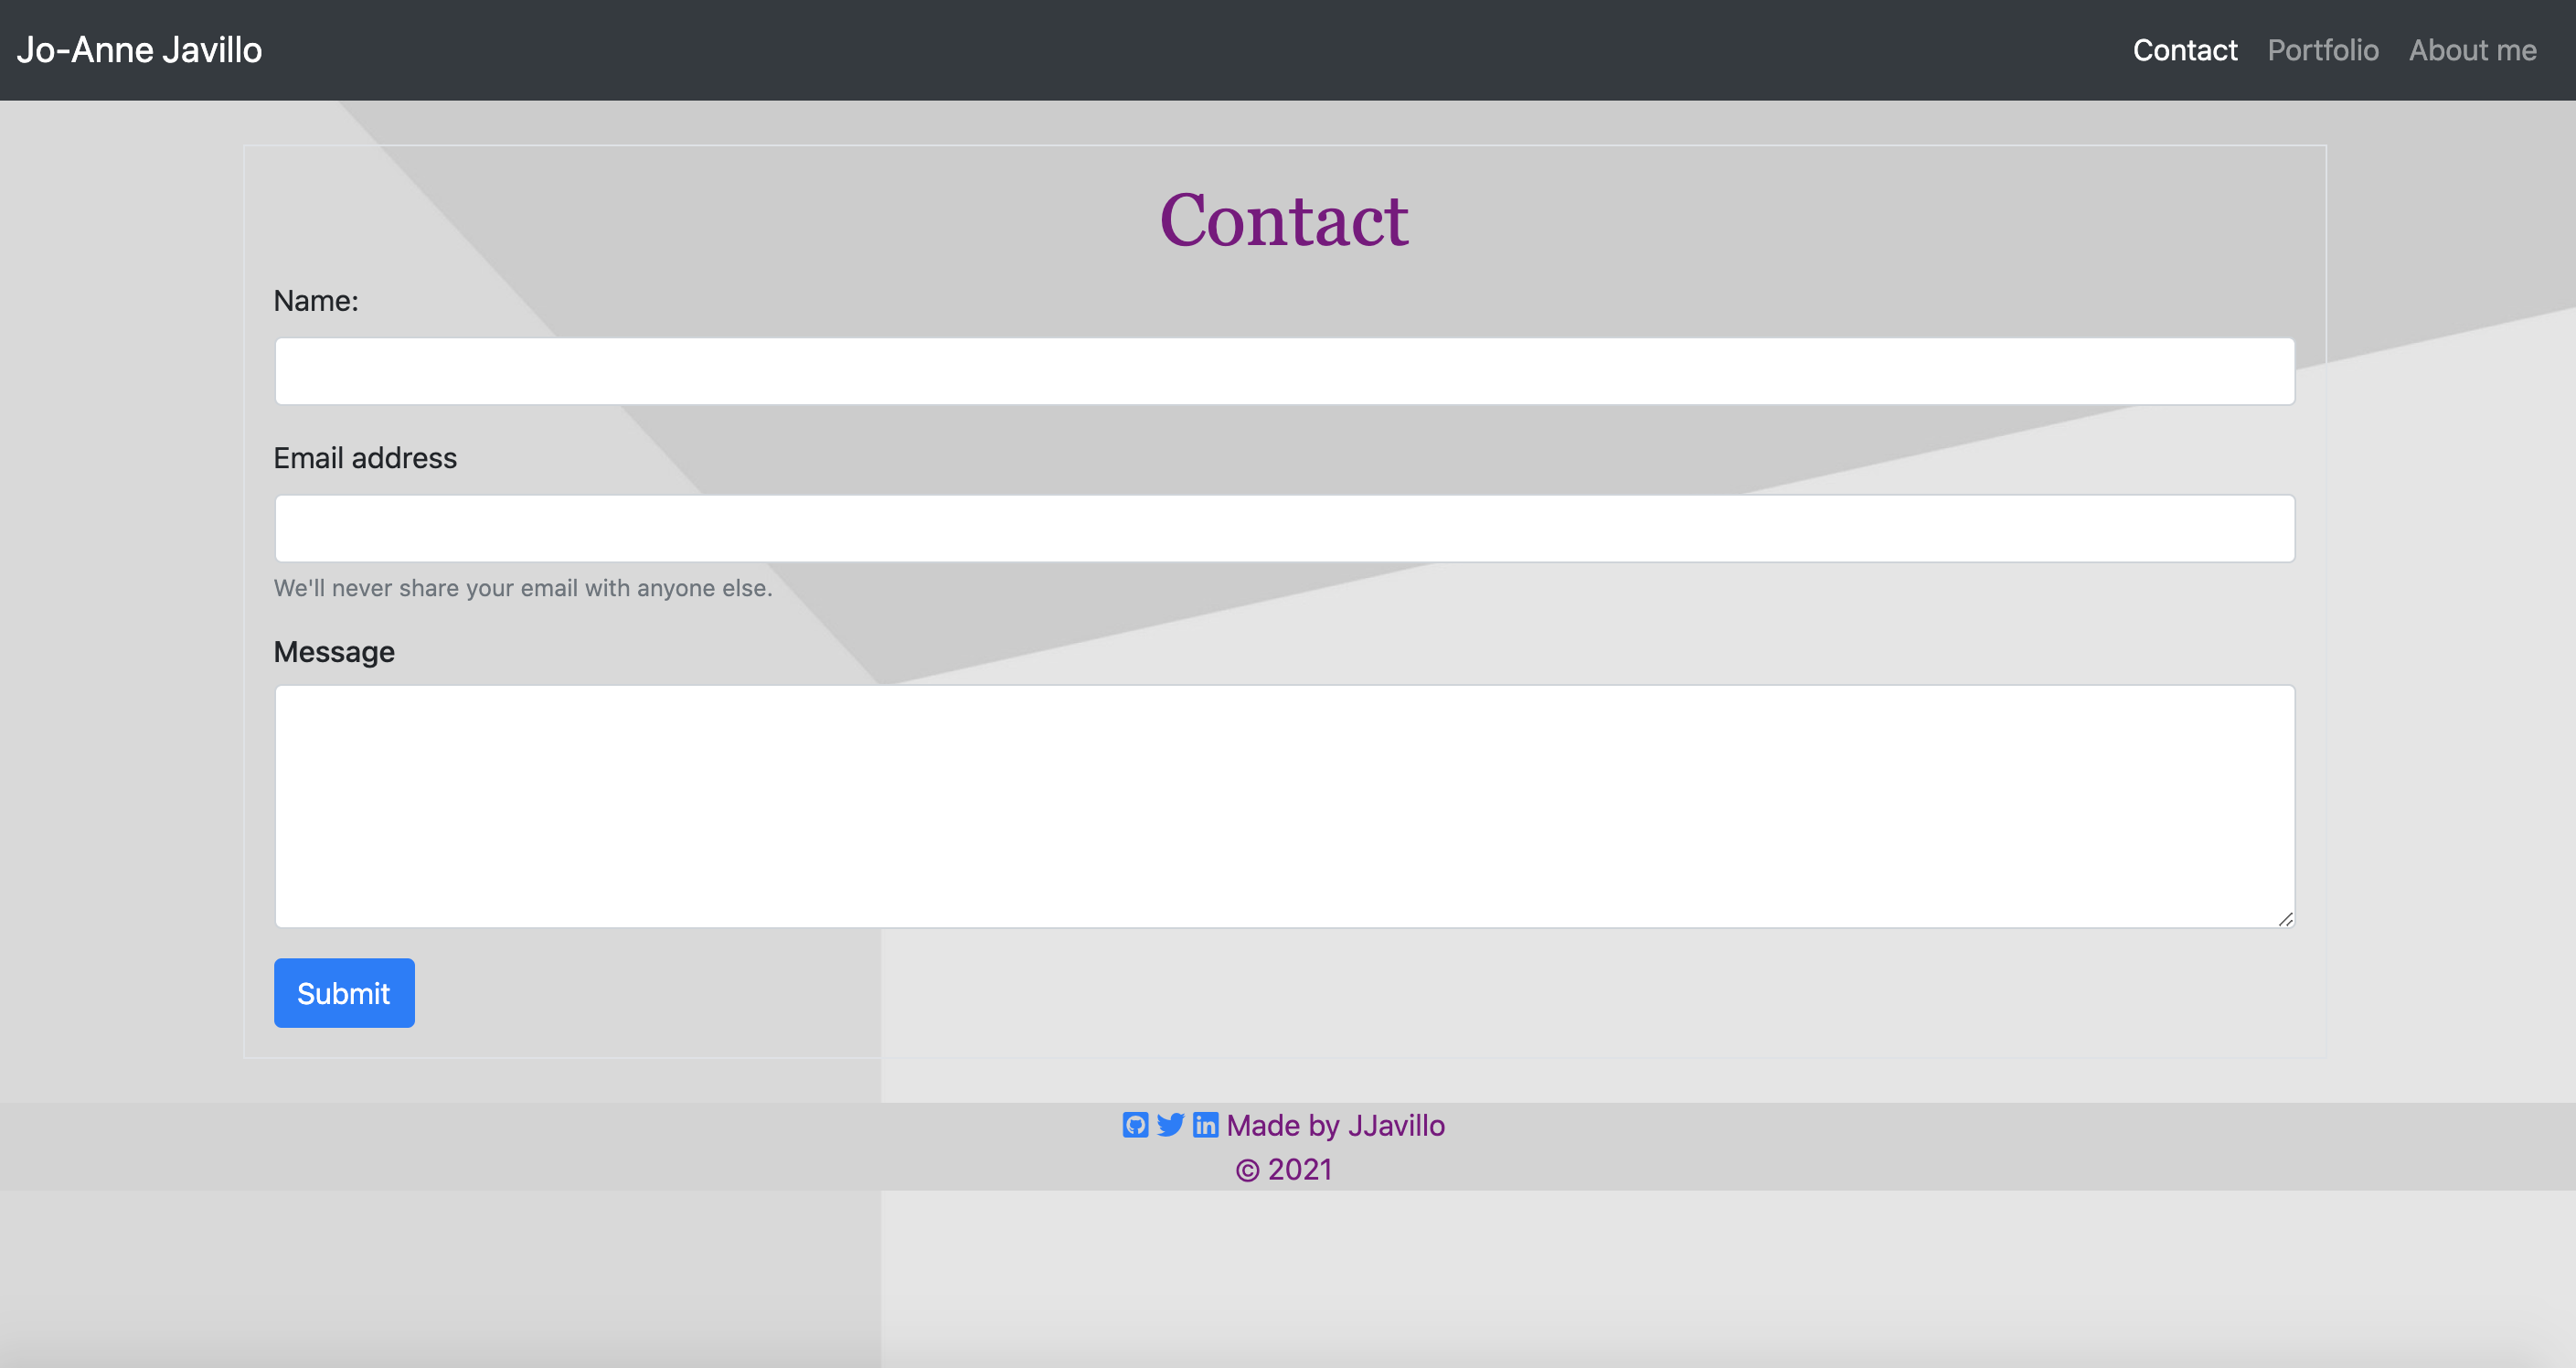 Jo-Anne Javillo
Contact Portfolio About me
Contact
Name:
Email address
We'll never share your email with anyone else.
Message
Submit
in Made by JJavillo
© 2021